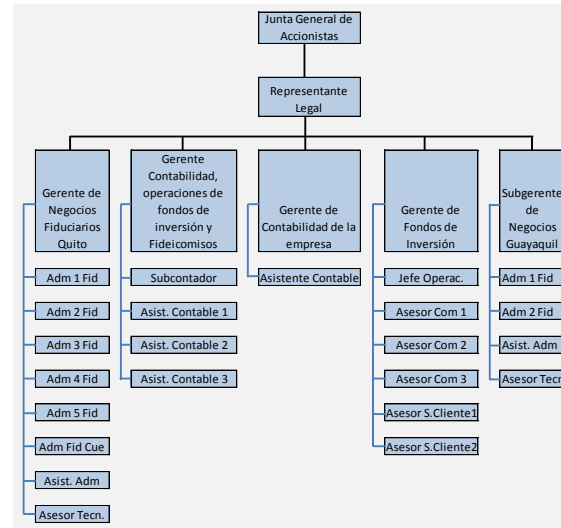 Junta General de
Accionistas
Representante
Legal
Gerente de
Negocios
Fiduciarios
Quito
Adm 1 Fid
Adm 2 Fid
Adm 3 Fid
Adm 4 Fid
Adm 5 Fid
Adm Fid Cue
Asist. Adm
Asesor Tecn.
Gerente
Contabilidad,
operaciones de
fondos de
inversión y
Fideicomisos
Subcontador
Asist. Contable 1
Asist. Contable 2
Asist. Contable 3
Gerente de
Contabilidad de la
empresa
Asistente Contable
Gerente de
Fondos de
Inversión
Jefe Operac.
Asesor Com 1
Asesor Com 2
Asesor Com 3
Asesor S.Cliente1
Asesor S.Cliente2
Subgerente
de
Negocios
Guayaquil
Adm 1 Fid
Adm 2 Fid
Asist. Adm
Asesor Tecn